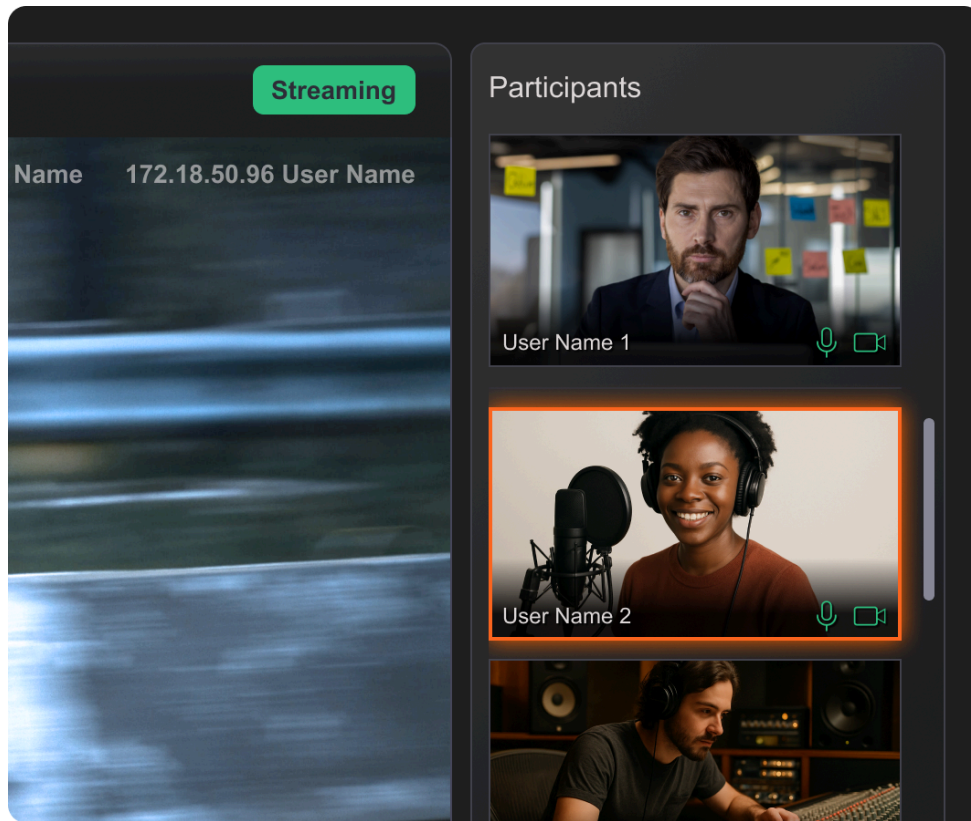 Streaming
Name
172.18.50.96 User Name
Participants
User Name 1
User Name 2